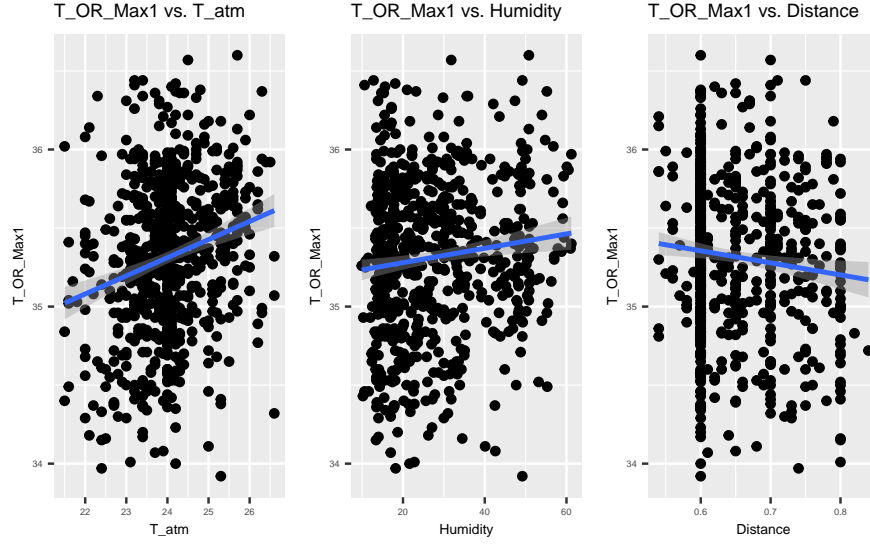 T_OR_Max1 vs. T_atm
T_OR_Max1
36
35
34
22 23 24 25 26
T_atm
T_OR_Max1 vs. Humidity
T_OR_Max1
36
35
34
20 40 60
Humidity
T_OR_Max1 vs. Distance
T_OR_Max1
36
35
34
0.6 0.7 0.8
Distance